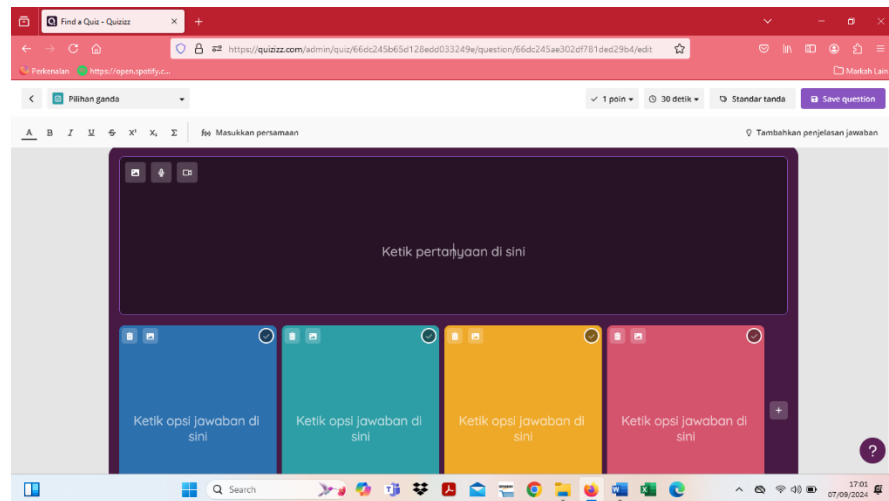 Find a Quiz - Quizizz
https://quizizz.com/admin/quiz/66dc245b65d128edd033249e/question/66dc245ae302df781ded29b4/edit
Perkenalan
https://open.spotify.c...
Markah Lain
Pilihan ganda
1 poin
30 detik
Standar tanda
Save question
A B I U S X¹ X₁ Σ
f(x) Masukkan persamaan
Tambahkan penjelasan jawaban
Ketik pertanyaan di sini
Ketik opsi jawaban di
sini
Ketik opsi jawaban di
sini
Ketik opsi jawaban di
sini
Ketik opsi jawaban di
sini
+
?
Search
17:01
07/09/2024